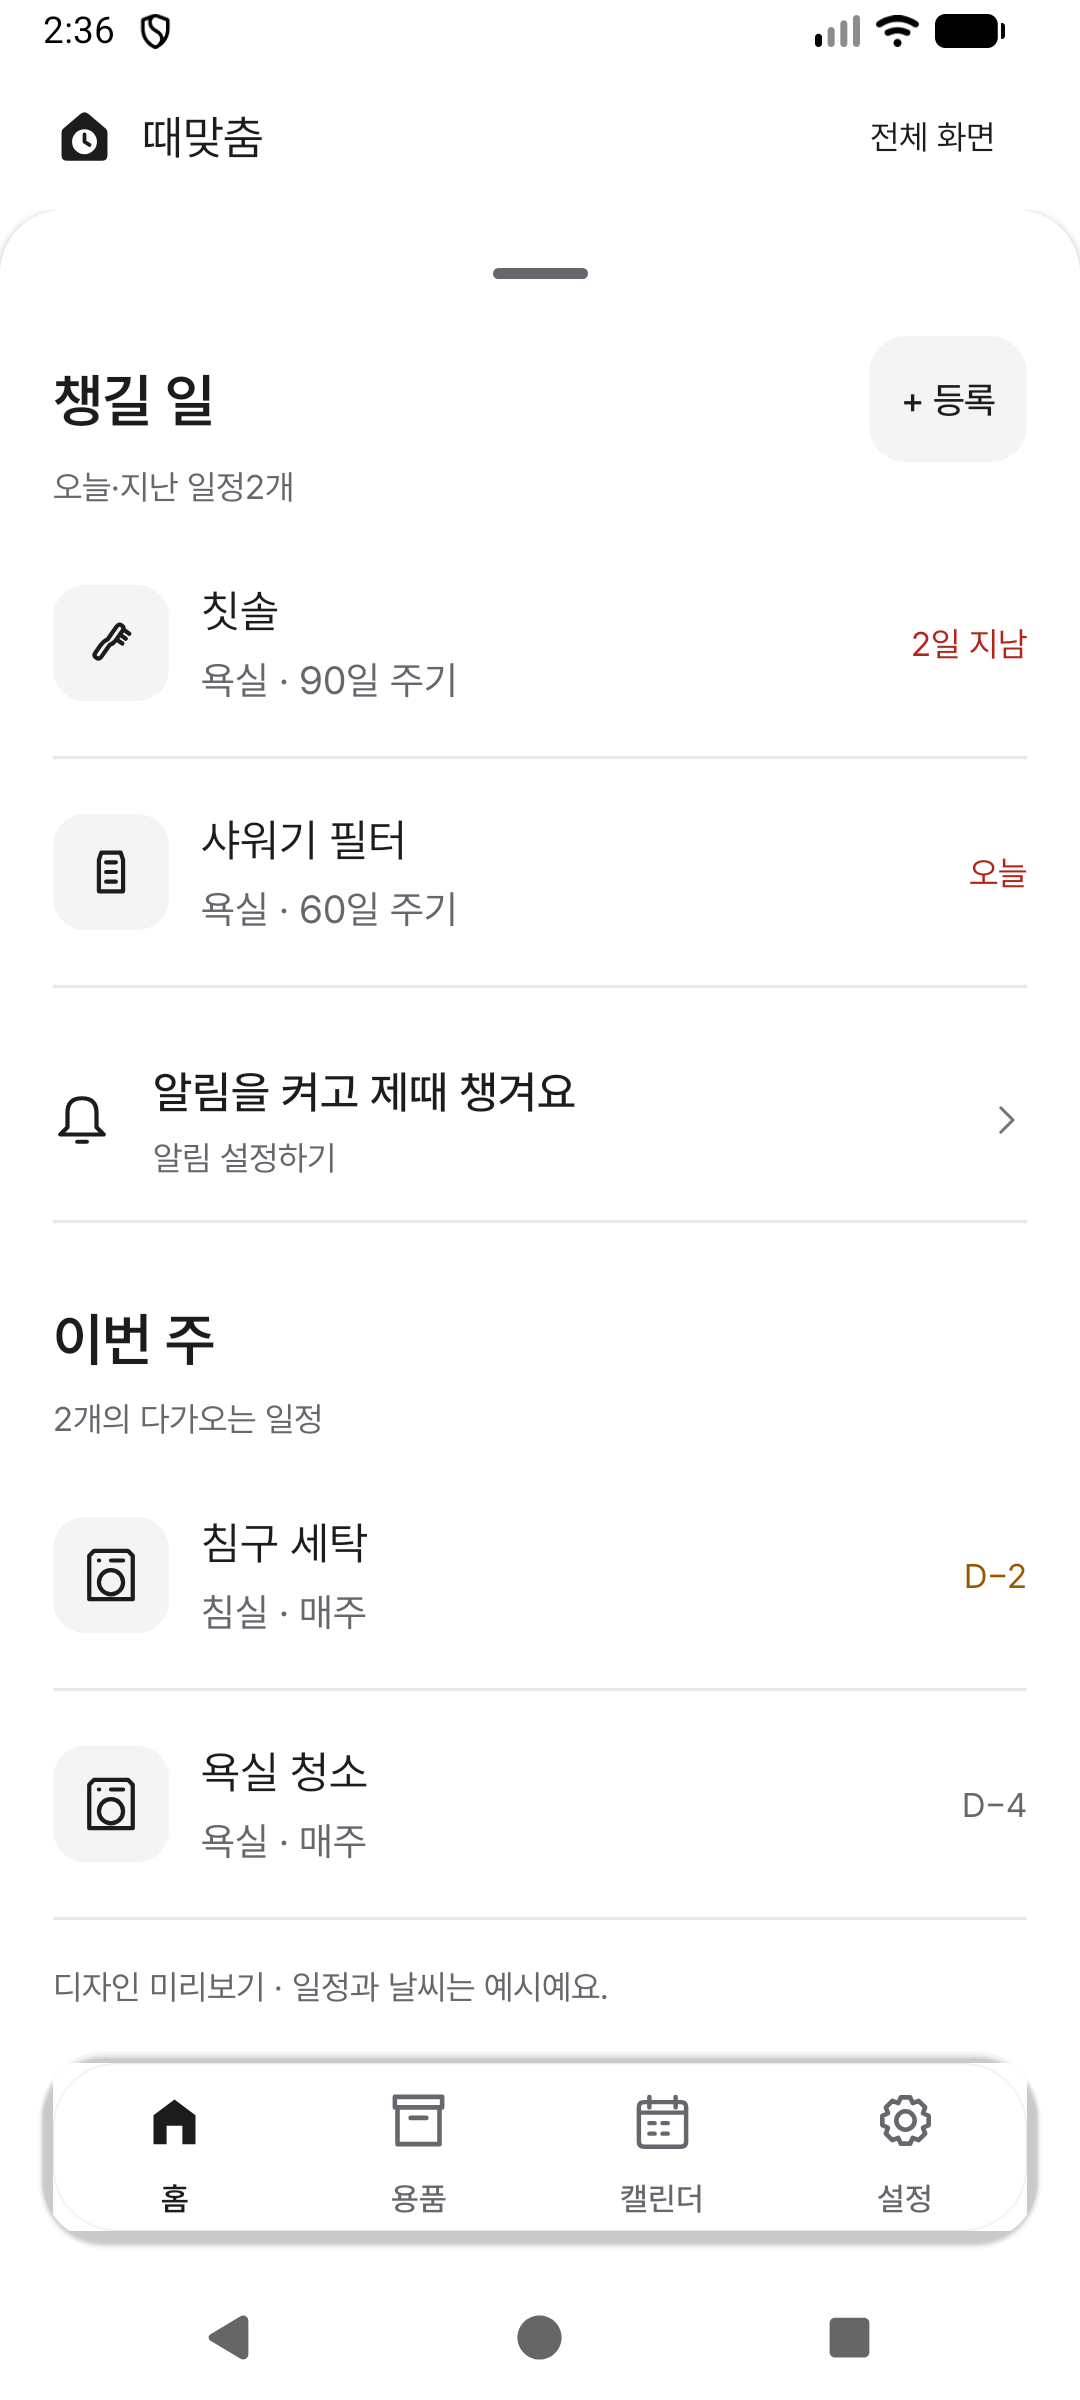 2:36
때맞춤
전체 화면
챙길 일
+ 등록
오늘·지난 일정2개
칫솔
욕실 · 90일 주기
2일 지남
샤워기 필터
욕실 · 60일 주기
오늘
알림을 켜고 제때 챙겨요
알림 설정하기
이번 주
2개의 다가오는 일정
침구 세탁
침실 · 매주
D-2
욕실 청소
욕실 · 매주
D-4
디자인 미리보기 · 일정과 날씨는 예시예요.
홈
용품
캘린더
설정